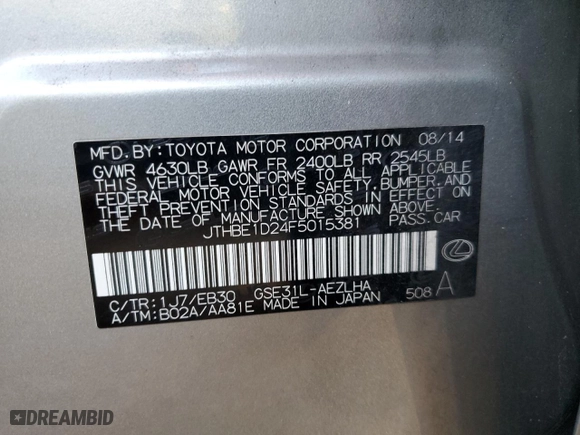 MFD.BY:TOYOTA MOTOR CORPORATION 08/14
GVWR 4630LB GAWR FR 2400LB RR 2545LB
THIS VEHICLE CONFORMS TO ALL APPLICABLE
FEDERAL MOTOR VEHICLE SAFETY,BUMPER,AND
THEFT PREVENTION STANDARDS IN EFFECT ON
THE DATE OF MANUFACTURE SHOWN ABOVE.
JTHBE1D24F5015381 PASS.CAR
C/TR:1J7/EB30 GSE31L-AEZLHA
A/TM:B02A/AA81E MADE IN JAPAN 508 A
DREAMBID